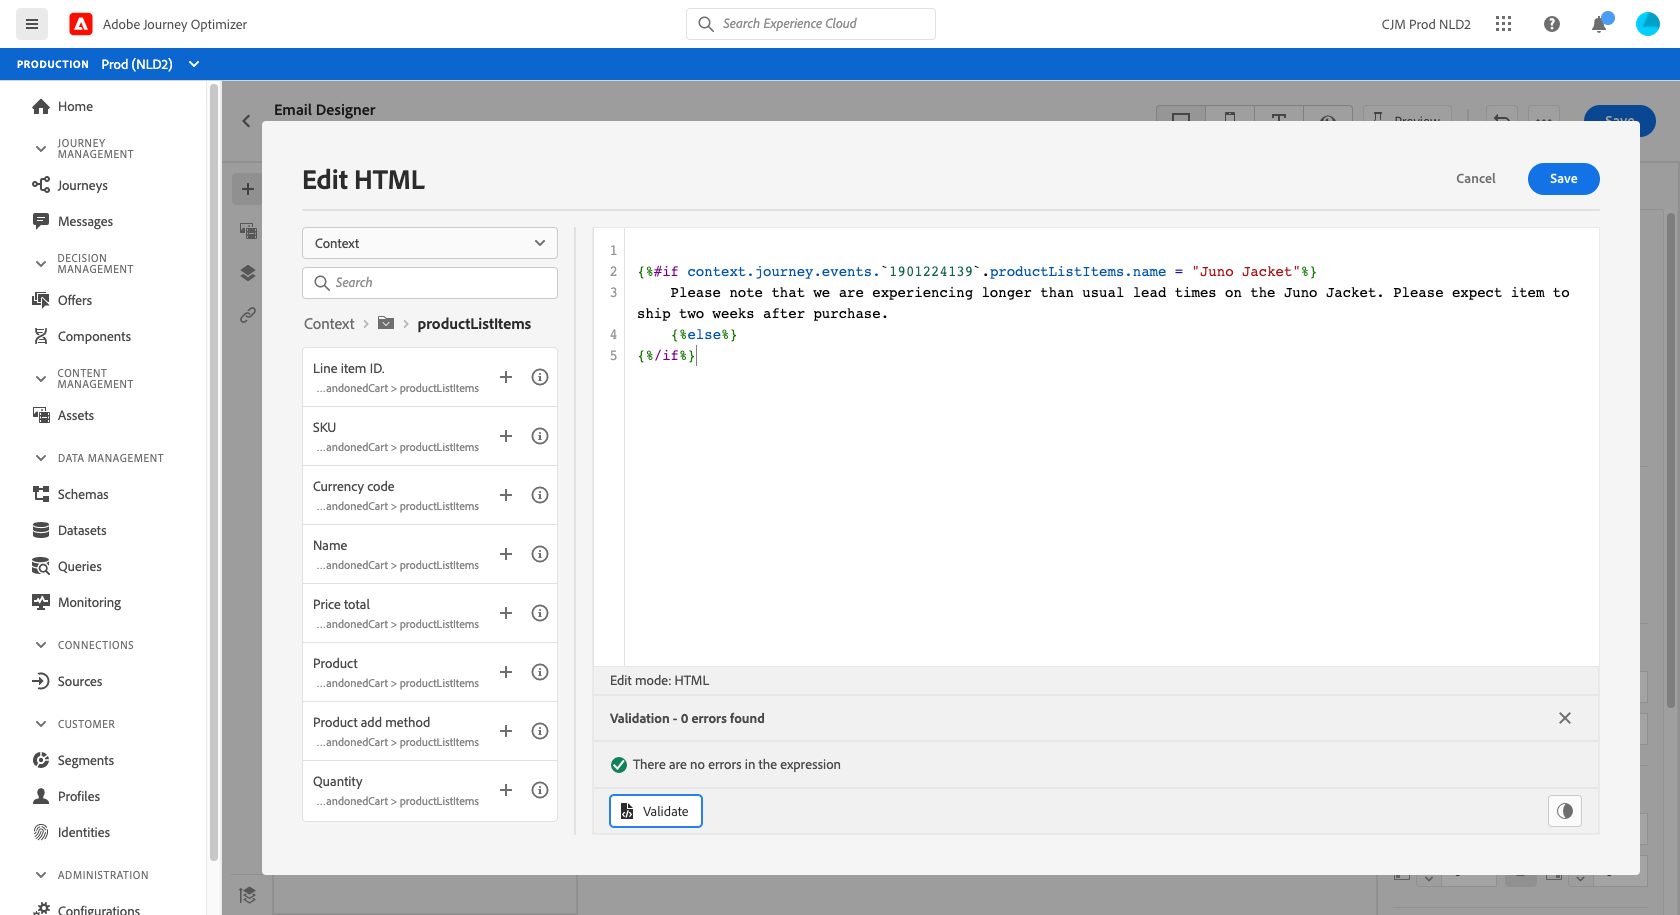 Adobe Journey Optimizer
Search Experience Cloud
CJM Prod NLD2
PRODUCTION Prod (NLD2)
Home
JOURNEY
MANAGEMENT
Journeys
Messages
DECISION
MANAGEMENT
Offers
Components
CONTENT
MANAGEMENT
Assets
DATA MANAGEMENT
Schemas
Datasets
Queries
Monitoring
CONNECTIONS
Sources
CUSTOMER
Segments
Profiles
Identities
ADMINISTRATION
Configurations
Email Designer
Preview
Save
Edit HTML
Cancel
Save
Context
Search
Context > > productListItems
Line item ID.
...andonedCart > productListItems
SKU
...andonedCart > productListItems
Currency code
...andonedCart > productListItems
Name
...andonedCart > productListItems
Price total
...andonedCart > productListItems
Product
...andonedCart > productListItems
Product add method
...andonedCart > productListItems
Quantity
...andonedCart > productListItems
1
2 {%#if context.journey.events.`1901224139`.productListItems.name = "Juno Jacket"%}
3 Please note that we are experiencing longer than usual lead times on the Juno Jacket. Please expect item to
ship two weeks after purchase.
4 {%else%}
5 {%/if%}
Edit mode: HTML
Validation - 0 errors found
There are no errors in the expression
Validate